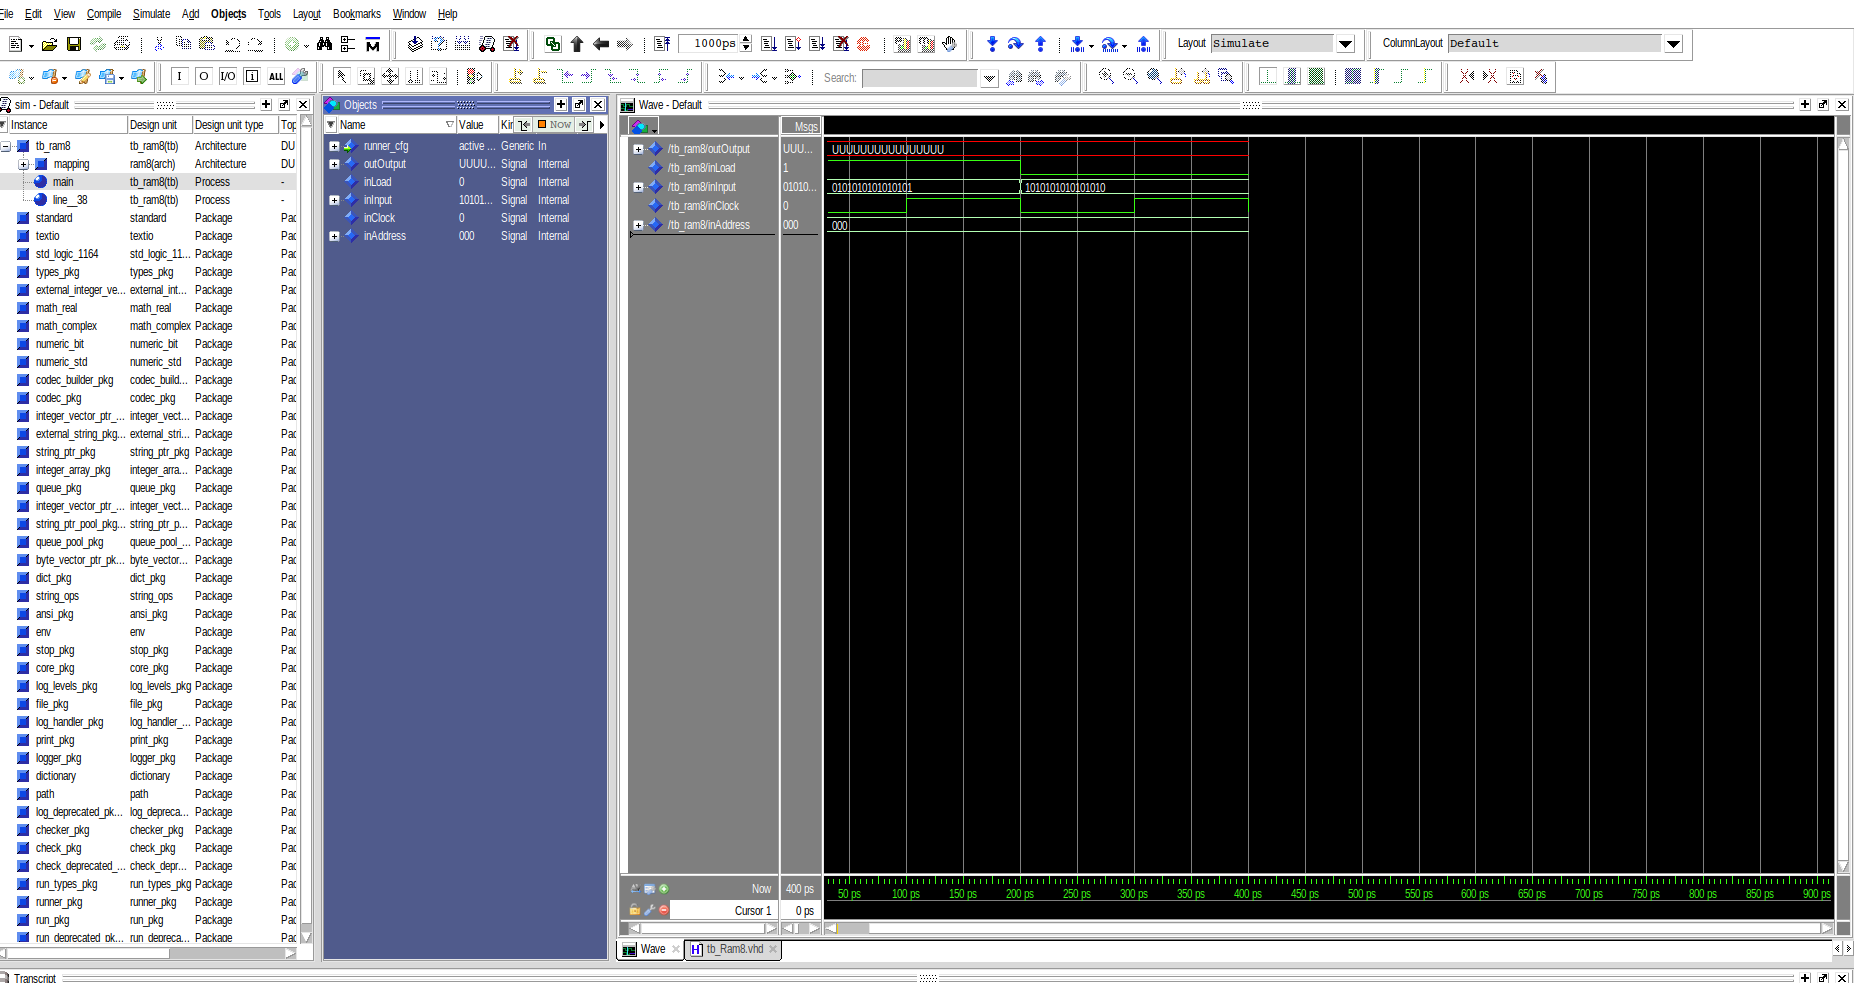 File Edit View Compile Simulate Add Objects Tools Layout Bookmarks Window Help
1000ps Layout Simulate ColumnLayout Default
I O I/O i ALL Search:
sim - Default
Instance Design unit Design unit type Top
tb_ram8 tb_ram8(tb) Architecture DU
mapping ram8(arch) Architecture DU
main tb_ram8(tb) Process -
line__38 tb_ram8(tb) Process -
standard standard Package Pac
textio textio Package Pac
std_logic_1164 std_logic_11... Package Pac
types_pkg types_pkg Package Pac
external_integer_ve... external_int... Package Pac
math_real math_real Package Pac
math_complex math_complex Package Pac
numeric_bit numeric_bit Package Pac
numeric_std numeric_std Package Pac
codec_builder_pkg codec_build... Package Pac
codec_pkg codec_pkg Package Pac
integer_vector_ptr_... integer_vect... Package Pac
external_string_pkg... external_stri... Package Pac
string_ptr_pkg string_ptr_pkg Package Pac
integer_array_pkg integer_arra... Package Pac
queue_pkg queue_pkg Package Pac
integer_vector_ptr_... integer_vect... Package Pac
string_ptr_pool_pkg... string_ptr_p... Package Pac
queue_pool_pkg queue_pool_... Package Pac
byte_vector_ptr_pk... byte_vector... Package Pac
dict_pkg dict_pkg Package Pac
string_ops string_ops Package Pac
ansi_pkg ansi_pkg Package Pac
env env Package Pac
stop_pkg stop_pkg Package Pac
core_pkg core_pkg Package Pac
log_levels_pkg log_levels_pkg Package Pac
file_pkg file_pkg Package Pac
log_handler_pkg log_handler_... Package Pac
print_pkg print_pkg Package Pac
logger_pkg logger_pkg Package Pac
dictionary dictionary Package Pac
path path Package Pac
log_deprecated_pk... log_depreca... Package Pac
checker_pkg checker_pkg Package Pac
check_pkg check_pkg Package Pac
check_deprecated_... check_depr... Package Pac
run_types_pkg run_types_pkg Package Pac
runner_pkg runner_pkg Package Pac
run_pkg run_pkg Package Pac
run_deprecated_pk... run_depreca... Package Pac
Objects
Name Value Kin Now
runner_cfg active ... Generic In
outOutput UUUU... Signal Internal
inLoad 0 Signal Internal
inInput 10101... Signal Internal
inClock 0 Signal Internal
inAddress 000 Signal Internal
Wave - Default
Msgs
/tb_ram8/outOutput UUU... UUUUUUUUUUUUUUUU
/tb_ram8/inLoad 1
/tb_ram8/inInput 01010... 0101010101010101 1010101010101010
/tb_ram8/inClock 0
/tb_ram8/inAddress 000 000
Now 400 ps 50 ps 100 ps 150 ps 200 ps 250 ps 300 ps 350 ps 400 ps 450 ps 500 ps 550 ps 600 ps 650 ps 700 ps 750 ps 800 ps 850 ps 900 ps
Cursor 1 0 ps
Wave tb_Ram8.vhd
Transcript